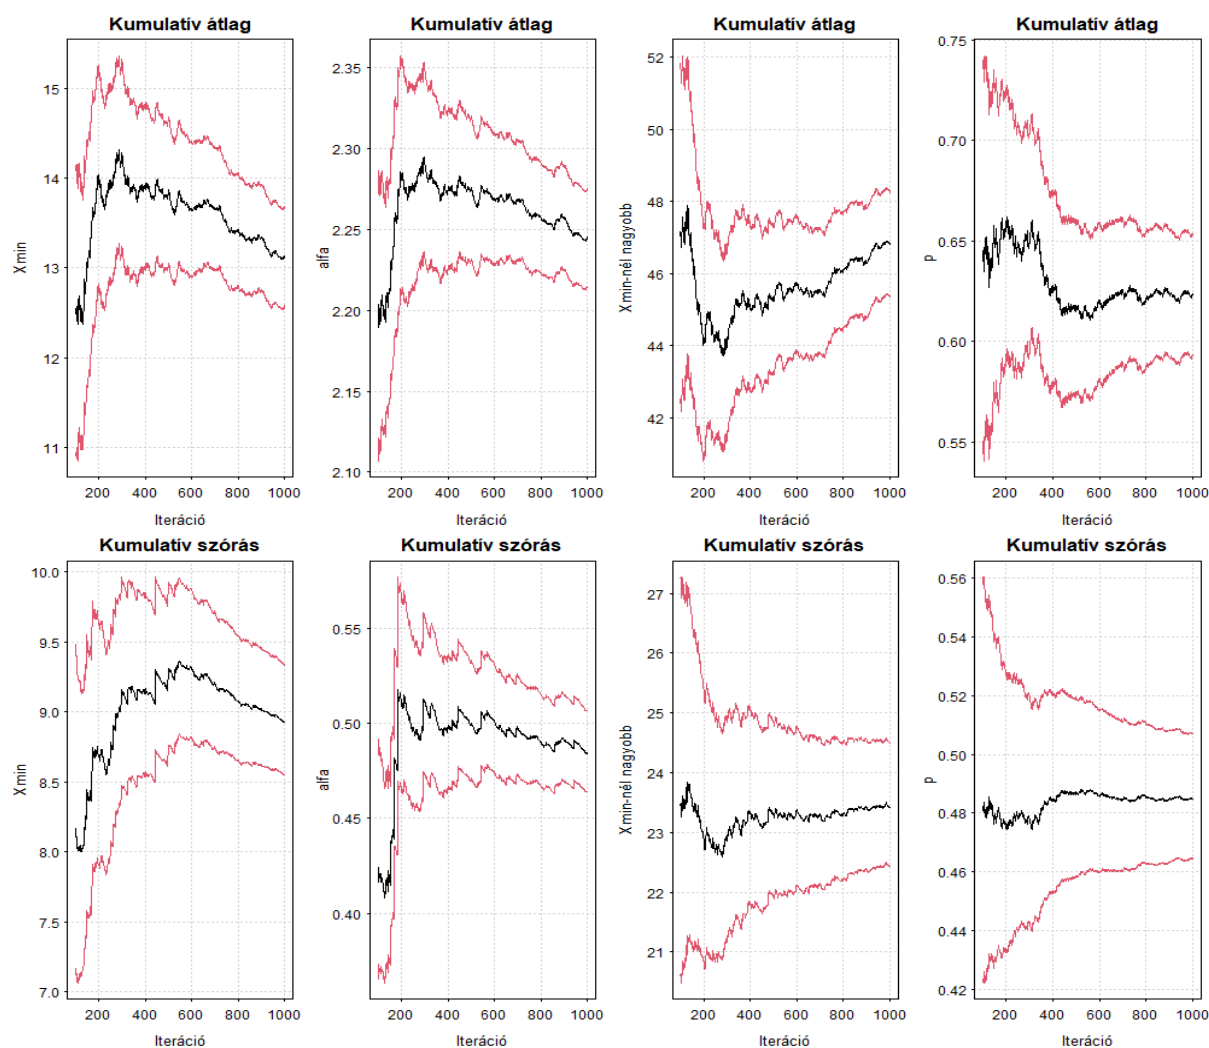 Kumulatív átlag
X min
15
14
13
12
11
200 400 600 800 1000
Iteráció
Kumulatív átlag
alfa
2.35
2.30
2.25
2.20
2.15
2.10
200 400 600 800 1000
Iteráció
Kumulatív átlag
X min-nél nagyobb
52
50
48
46
44
42
200 400 600 800 1000
Iteráció
Kumulatív átlag
p
0.75
0.70
0.65
0.60
0.55
200 400 600 800 1000
Iteráció
Kumulatív szórás
X min
10.0
9.5
9.0
8.5
8.0
7.5
7.0
200 400 600 800 1000
Iteráció
Kumulatív szórás
alfa
0.55
0.50
0.45
0.40
200 400 600 800 1000
Iteráció
Kumulatív szórás
X min-nél nagyobb
27
26
25
24
23
22
21
200 400 600 800 1000
Iteráció
Kumulatív szórás
p
0.56
0.54
0.52
0.50
0.48
0.46
0.44
0.42
200 400 600 800 1000
Iteráció